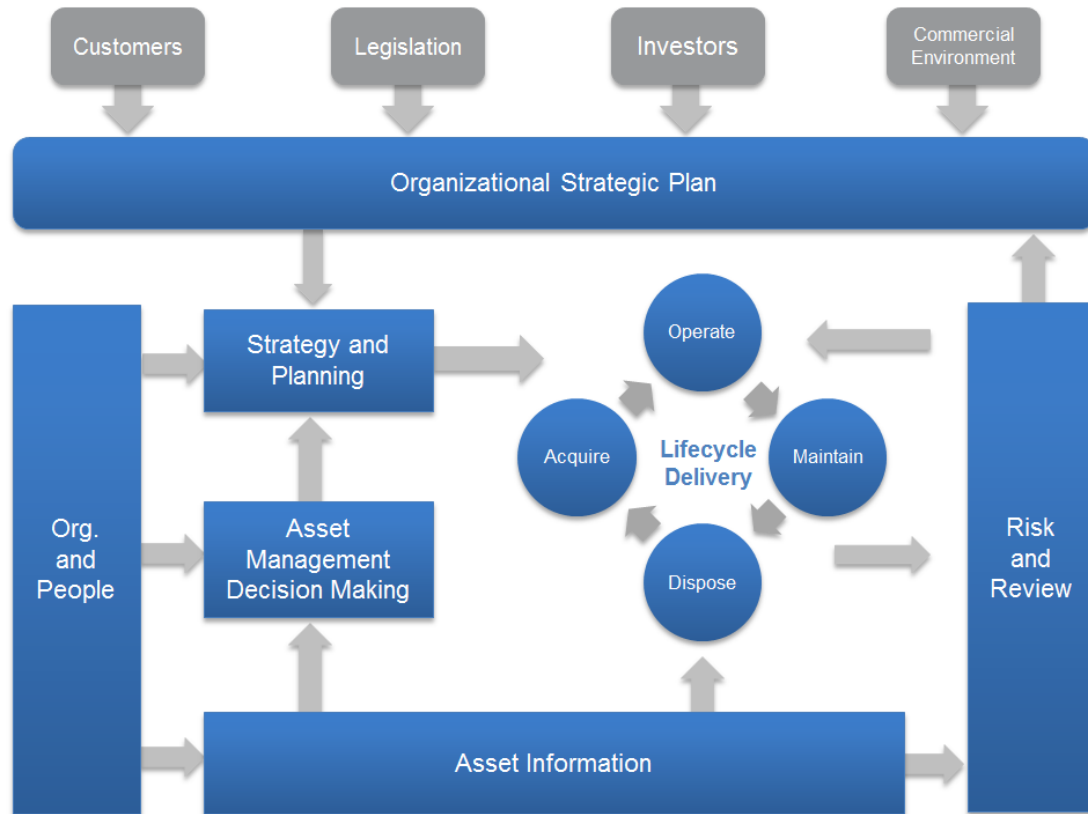 Customers
Legislation
Investors
Commercial
Environment
Organizational Strategic Plan
Strategy and
Planning
Operate
Acquire
Lifecycle
Delivery
Maintain
Org.
and
People
Asset
Management
Decision Making
Dispose
Risk
and
Review
Asset Information